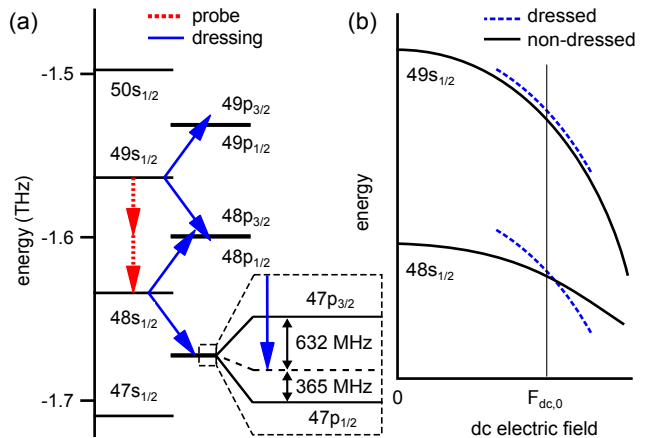 (a)
probe
dressing
-1.5
-1.6
-1.7
energy (THz)
50s1/2
49s1/2
48s1/2
47s1/2
49p3/2
49p1/2
48p3/2
48p1/2
47p3/2
632 MHz
365 MHz
47p1/2
(b)
dressed
non-dressed
49s1/2
48s1/2
energy
0
Fdc,0
dc electric field